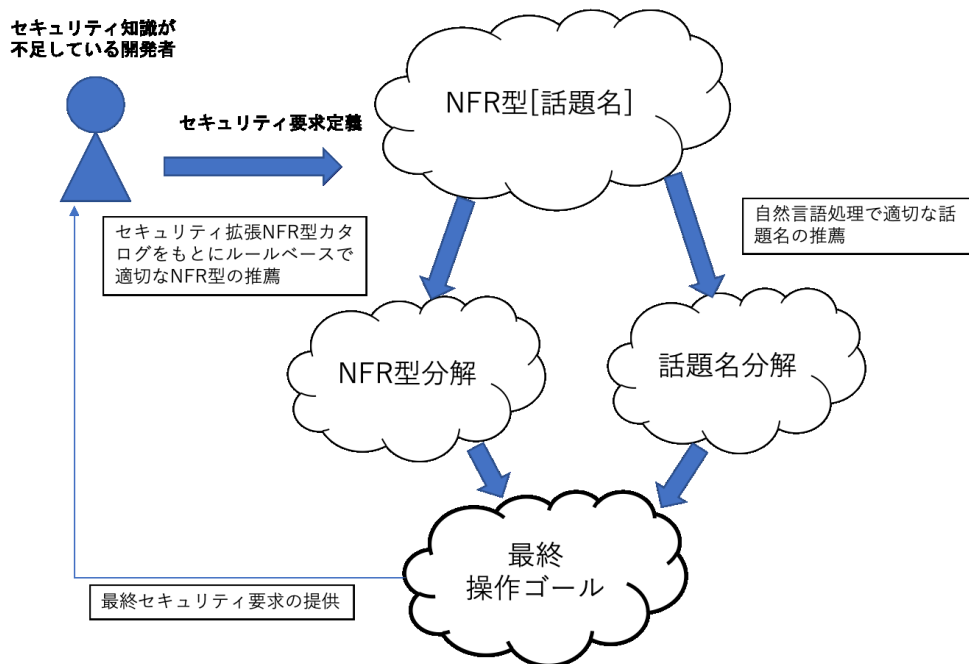 セキュリティ知識が
不足している開発者
NFR型[話題名]
セキュリティ要求定義
自然言語処理で適切な話
題名の推薦
セキュリティ拡張NFR型カタ
ログをもとにルールベースで
適切なNFR型の推薦
NFR型分解
話題名分解
最終
操作ゴール
最終セキュリティ要求の提供